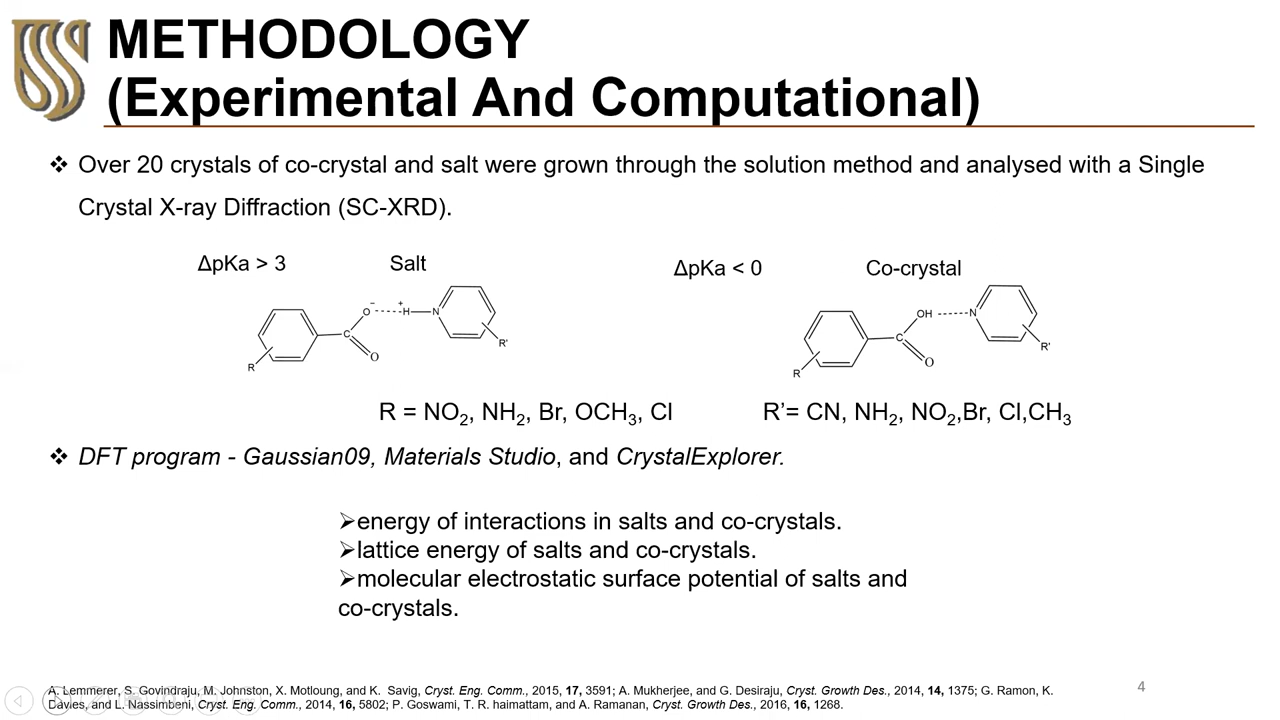 METHODOLOGY
(Experimental And Computational)
❖ Over 20 crystals of co-crystal and salt were grown through the solution method and analysed with a Single
Crystal X-ray Diffraction (SC-XRD).
ΔpKa > 3 Salt ΔpKa < 0 Co-crystal
O⁻ ----- ⁺H—N
C
O
R
R'
OH ------N
C
O
R
R'
R = NO₂, NH₂, Br, OCH₃, Cl R’= CN, NH₂, NO₂,Br, Cl,CH₃
❖ DFT program - Gaussian09, Materials Studio, and CrystalExplorer.
➢energy of interactions in salts and co-crystals.
➢lattice energy of salts and co-crystals.
➢molecular electrostatic surface potential of salts and
co-crystals.
A. Lemmerer, S. Govindraju, M. Johnston, X. Motloung, and K. Savig, Cryst. Eng. Comm., 2015, 17, 3591; A. Mukherjee, and G. Desiraju, Cryst. Growth Des., 2014, 14, 1375; G. Ramon, K.
Davies, and L. Nassimbeni, Cryst. Eng. Comm., 2014, 16, 5802; P. Goswami, T. R. haimattam, and A. Ramanan, Cryst. Growth Des., 2016, 16, 1268.
4